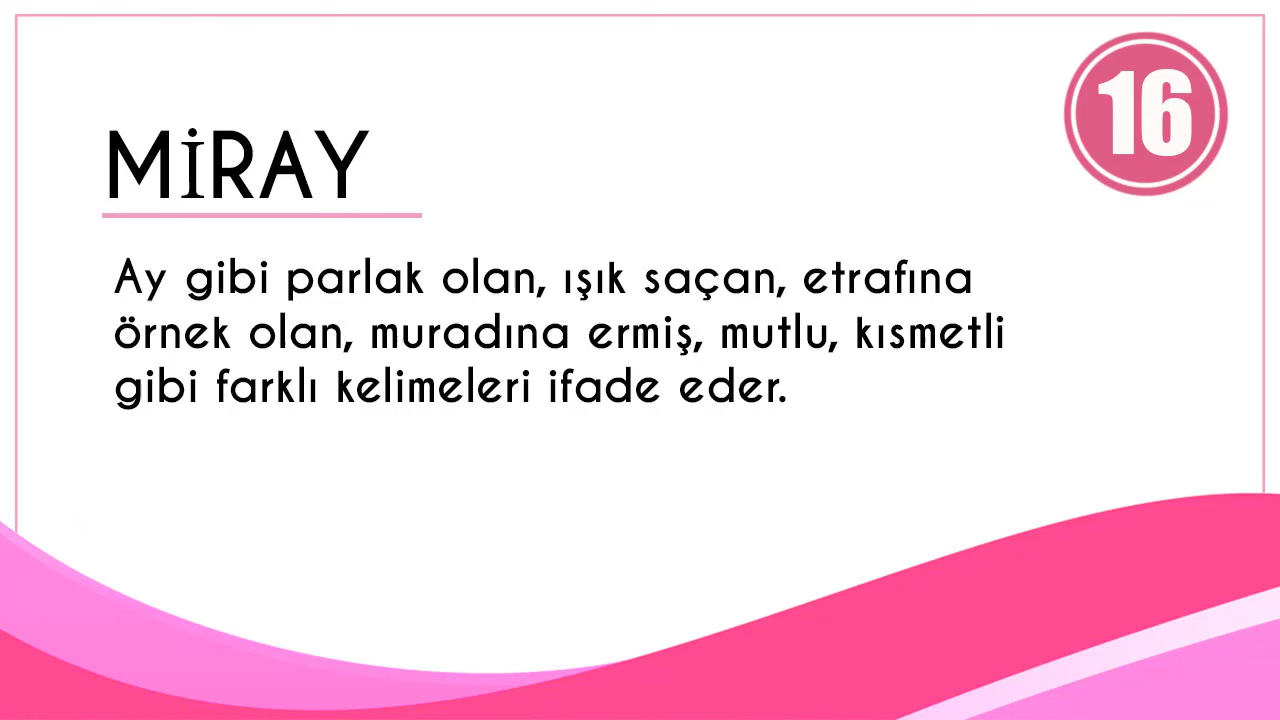 16
MİRAY
Ay gibi parlak olan, ışık saçan, etrafına
örnek olan, muradına ermiş, mutlu, kısmetli
gibi farklı kelimeleri ifade eder.